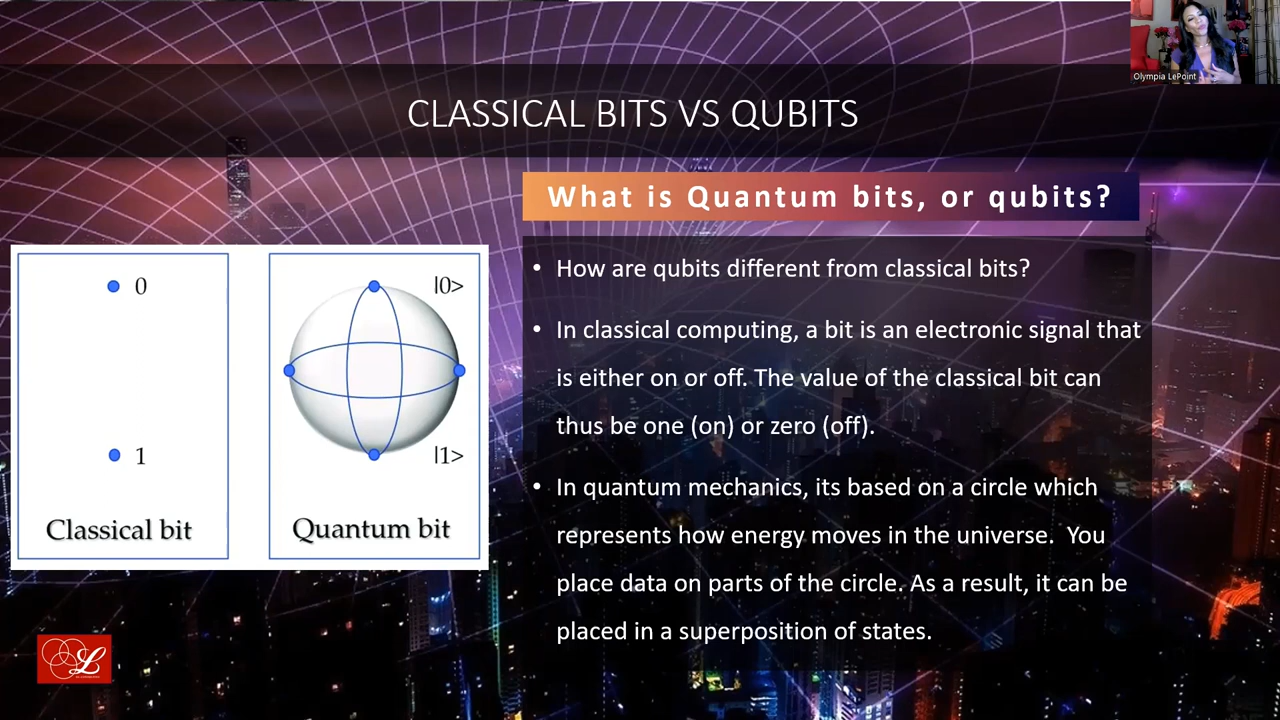 Olympia LePoint
CLASSICAL BITS VS QUBITS
What is Quantum bits, or qubits?
0
1
Classical bit
|0>
|1>
Quantum bit
• How are qubits different from classical bits?
• In classical computing, a bit is an electronic signal that
is either on or off. The value of the classical bit can
thus be one (on) or zero (off).
• In quantum mechanics, its based on a circle which
represents how energy moves in the universe.  You
place data on parts of the circle. As a result, it can be
placed in a superposition of states.
L